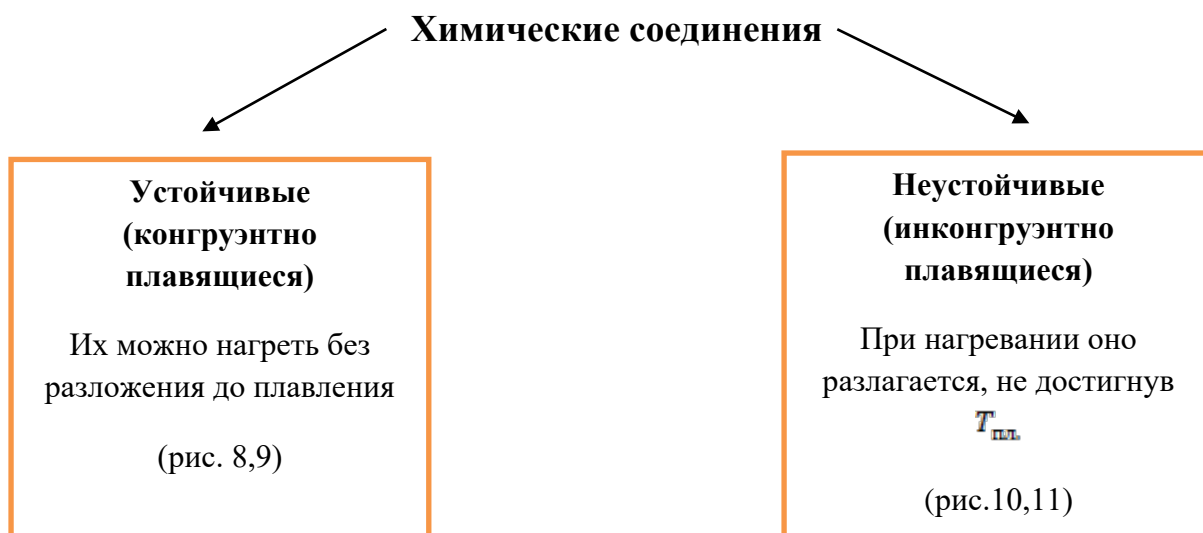 Химические соединения
Устойчивые
(конгруэнтно
плавящиеся)
Их можно нагреть без
разложения до плавления
(рис. 8,9)
Неустойчивые
(инконгруэнтно
плавящиеся)
При нагревании оно
разлагается, не достигнув
Tпл.
(рис.10,11)